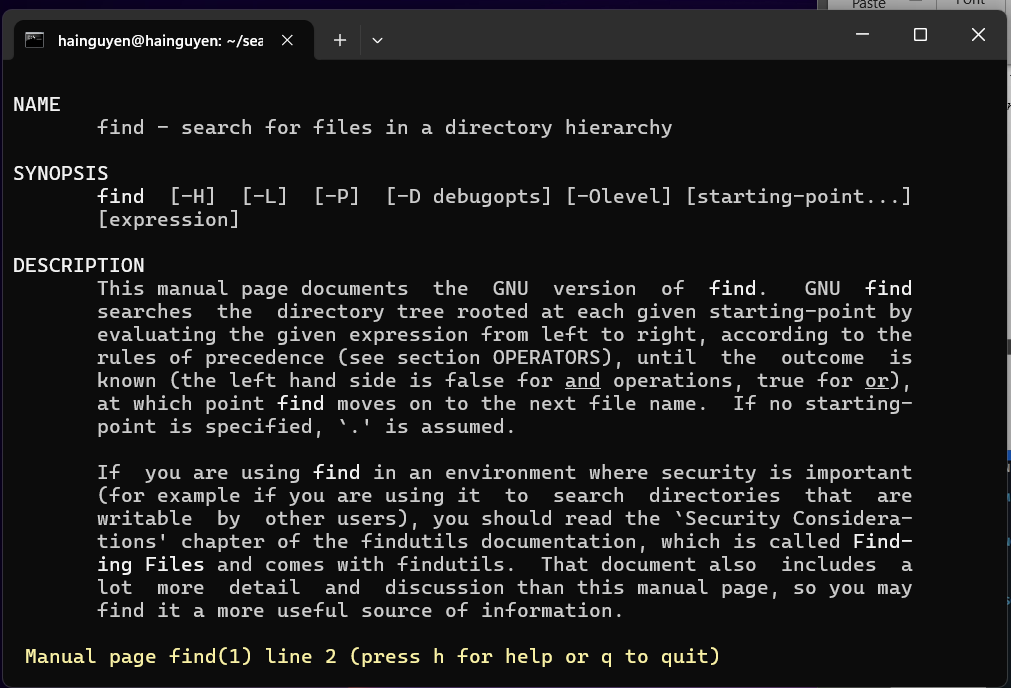 Paste
Font
hainguyen@hainguyen: ~/sea
NAME
find - search for files in a directory hierarchy
SYNOPSIS
find [-H] [-L] [-P] [-D debugopts] [-Olevel] [starting-point...]
[expression]
DESCRIPTION
This manual page documents the GNU version of find. GNU find
searches the directory tree rooted at each given starting-point by
evaluating the given expression from left to right, according to the
rules of precedence (see section OPERATORS), until the outcome is
known (the left hand side is false for and operations, true for or),
at which point find moves on to the next file name. If no starting-
point is specified, `.' is assumed.
If you are using find in an environment where security is important
(for example if you are using it to search directories that are
writable by other users), you should read the `Security Considera-
tions' chapter of the findutils documentation, which is called Find-
ing Files and comes with findutils. That document also includes a
lot more detail and discussion than this manual page, so you may
find it a more useful source of information.
Manual page find(1) line 2 (press h for help or q to quit)